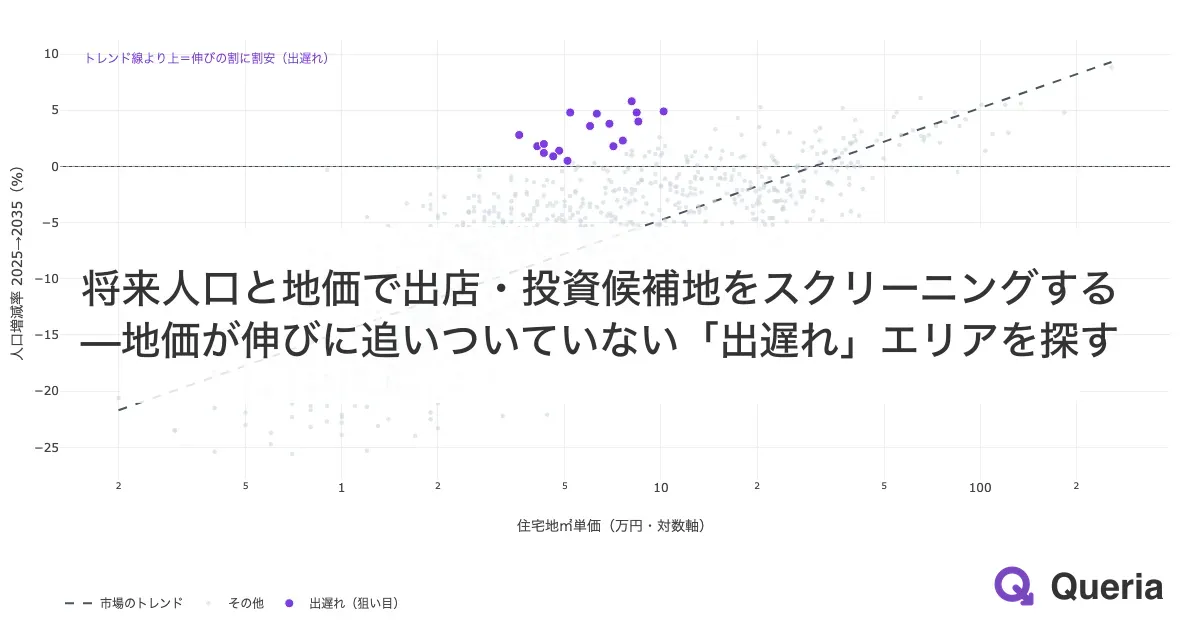 10
トレンド線より上＝伸びの割に割安（出遅れ）
5
0
−5
−10
−15
−20
−25
人口増減率 2025→2035（%）
将来人口と地価で出店・投資候補地をスクリーニングする
—地価が伸びに追いついていない「出遅れ」エリアを探す
2 5 1 2 5 10 2 5 100 2
住宅地㎡単価（万円・対数軸）
市場のトレンド その他 出遅れ（狙い目）
Queria